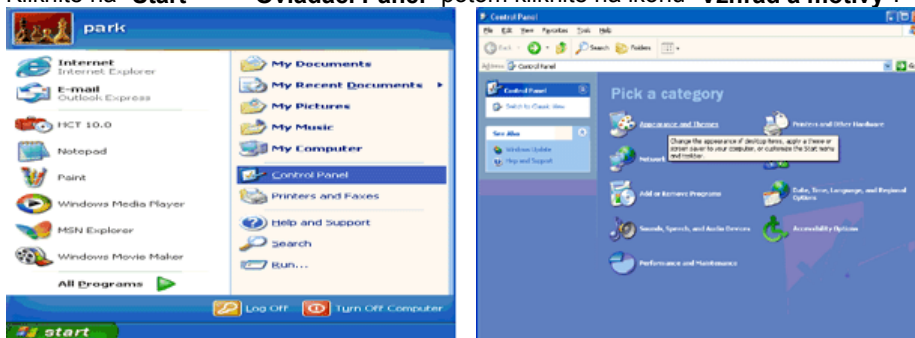 Kliknite na "Start" "Ovládací Panel" potom kliknite na ikonu "Vzhľad a motívy".
park
Internet
Internet Explorer
E-mail
Outlook Express
HCT 10.0
Notepad
Paint
Windows Media Player
MSN Explorer
Windows Movie Maker
All Programs
My Documents
My Recent Documents
My Pictures
My Music
My Computer
Control Panel
Printers and Faxes
Help and Support
Search
Run...
Log Off
Turn Off Computer
start
Control Panel
File Edit View Favorites Tools Help
Back Search Folders
Address Control Panel
Control Panel
Switch to Classic View
See Also
Windows Update
Help and Support
Pick a category
Appearance and Themes
Printers and Other Hardware
Change the appearance of desktop items, apply a theme or
screen saver to your computer, or customize the Start menu
and taskbar.
Network
Add or Remove Programs
Date, Time, Language, and Regional
Options
Sounds, Speech, and Audio Devices
Accessibility Options
Performance and Maintenance